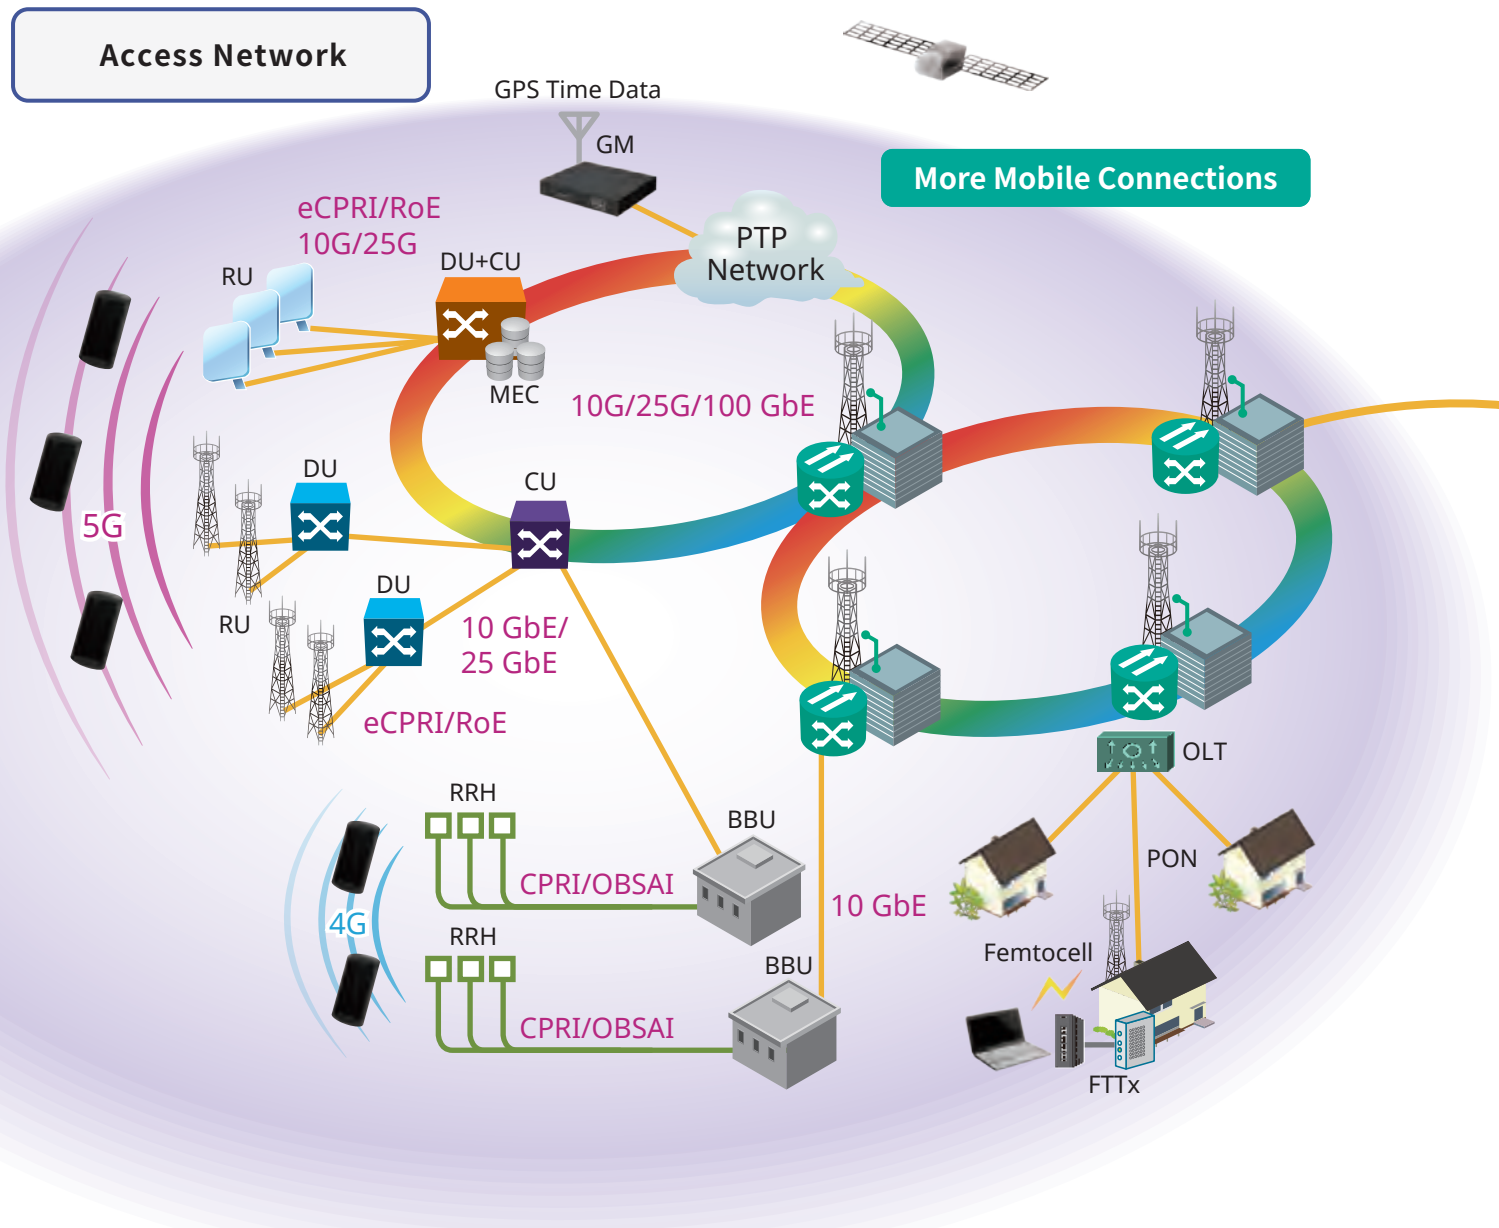 Access Network
GPS Time Data
GM
More Mobile Connections
eCPRI/RoE
10G/25G
PTP
Network
DU+CU
RU
MEC
10G/25G/100 GbE
DU
CU
5G
DU
RU
10 GbE/
25 GbE
eCPRI/RoE
OLT
RRH
BBU
PON
CPRI/OBSAI
10 GbE
4G
RRH
Femtocell
BBU
CPRI/OBSAI
FTTx